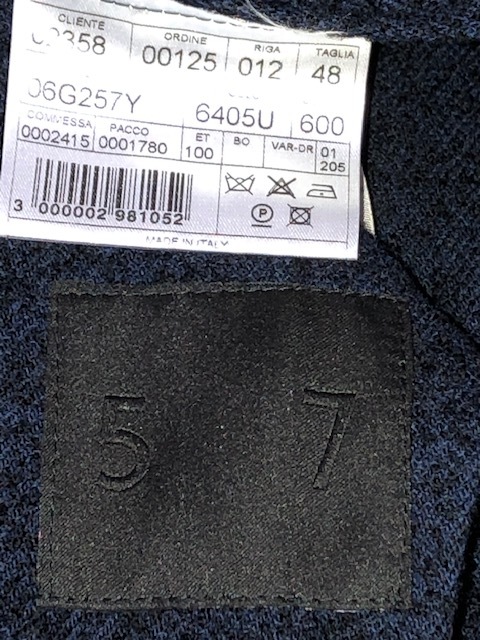 CLIENTE ORDINE RIGA TAGLIA
00125 012 48
06G257Y 6405U 600
COMMESSA PACCO ET BO VAR-DR 01
0002415 0001780 100 205
3 000002 981052
MADE IN ITALY
5 7